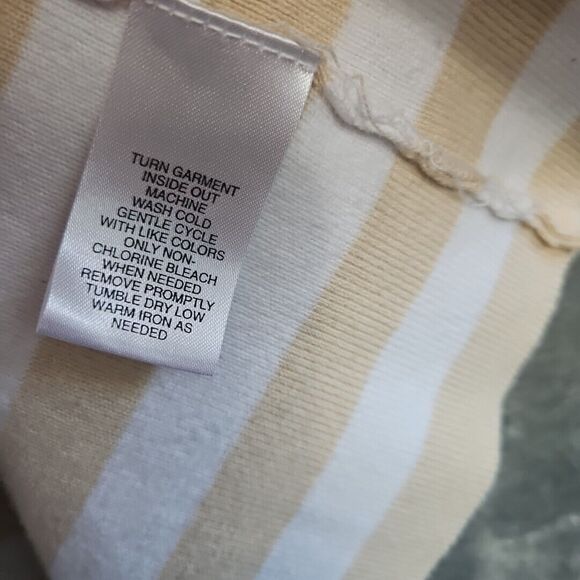 TURN GARMENT
INSIDE OUT
MACHINE
WASH COLD
GENTLE CYCLE
WITH LIKE COLORS
ONLY NON-
CHLORINE BLEACH
WHEN NEEDED
REMOVE PROMPTLY
TUMBLE DRY LOW
WARM IRON AS
NEEDED